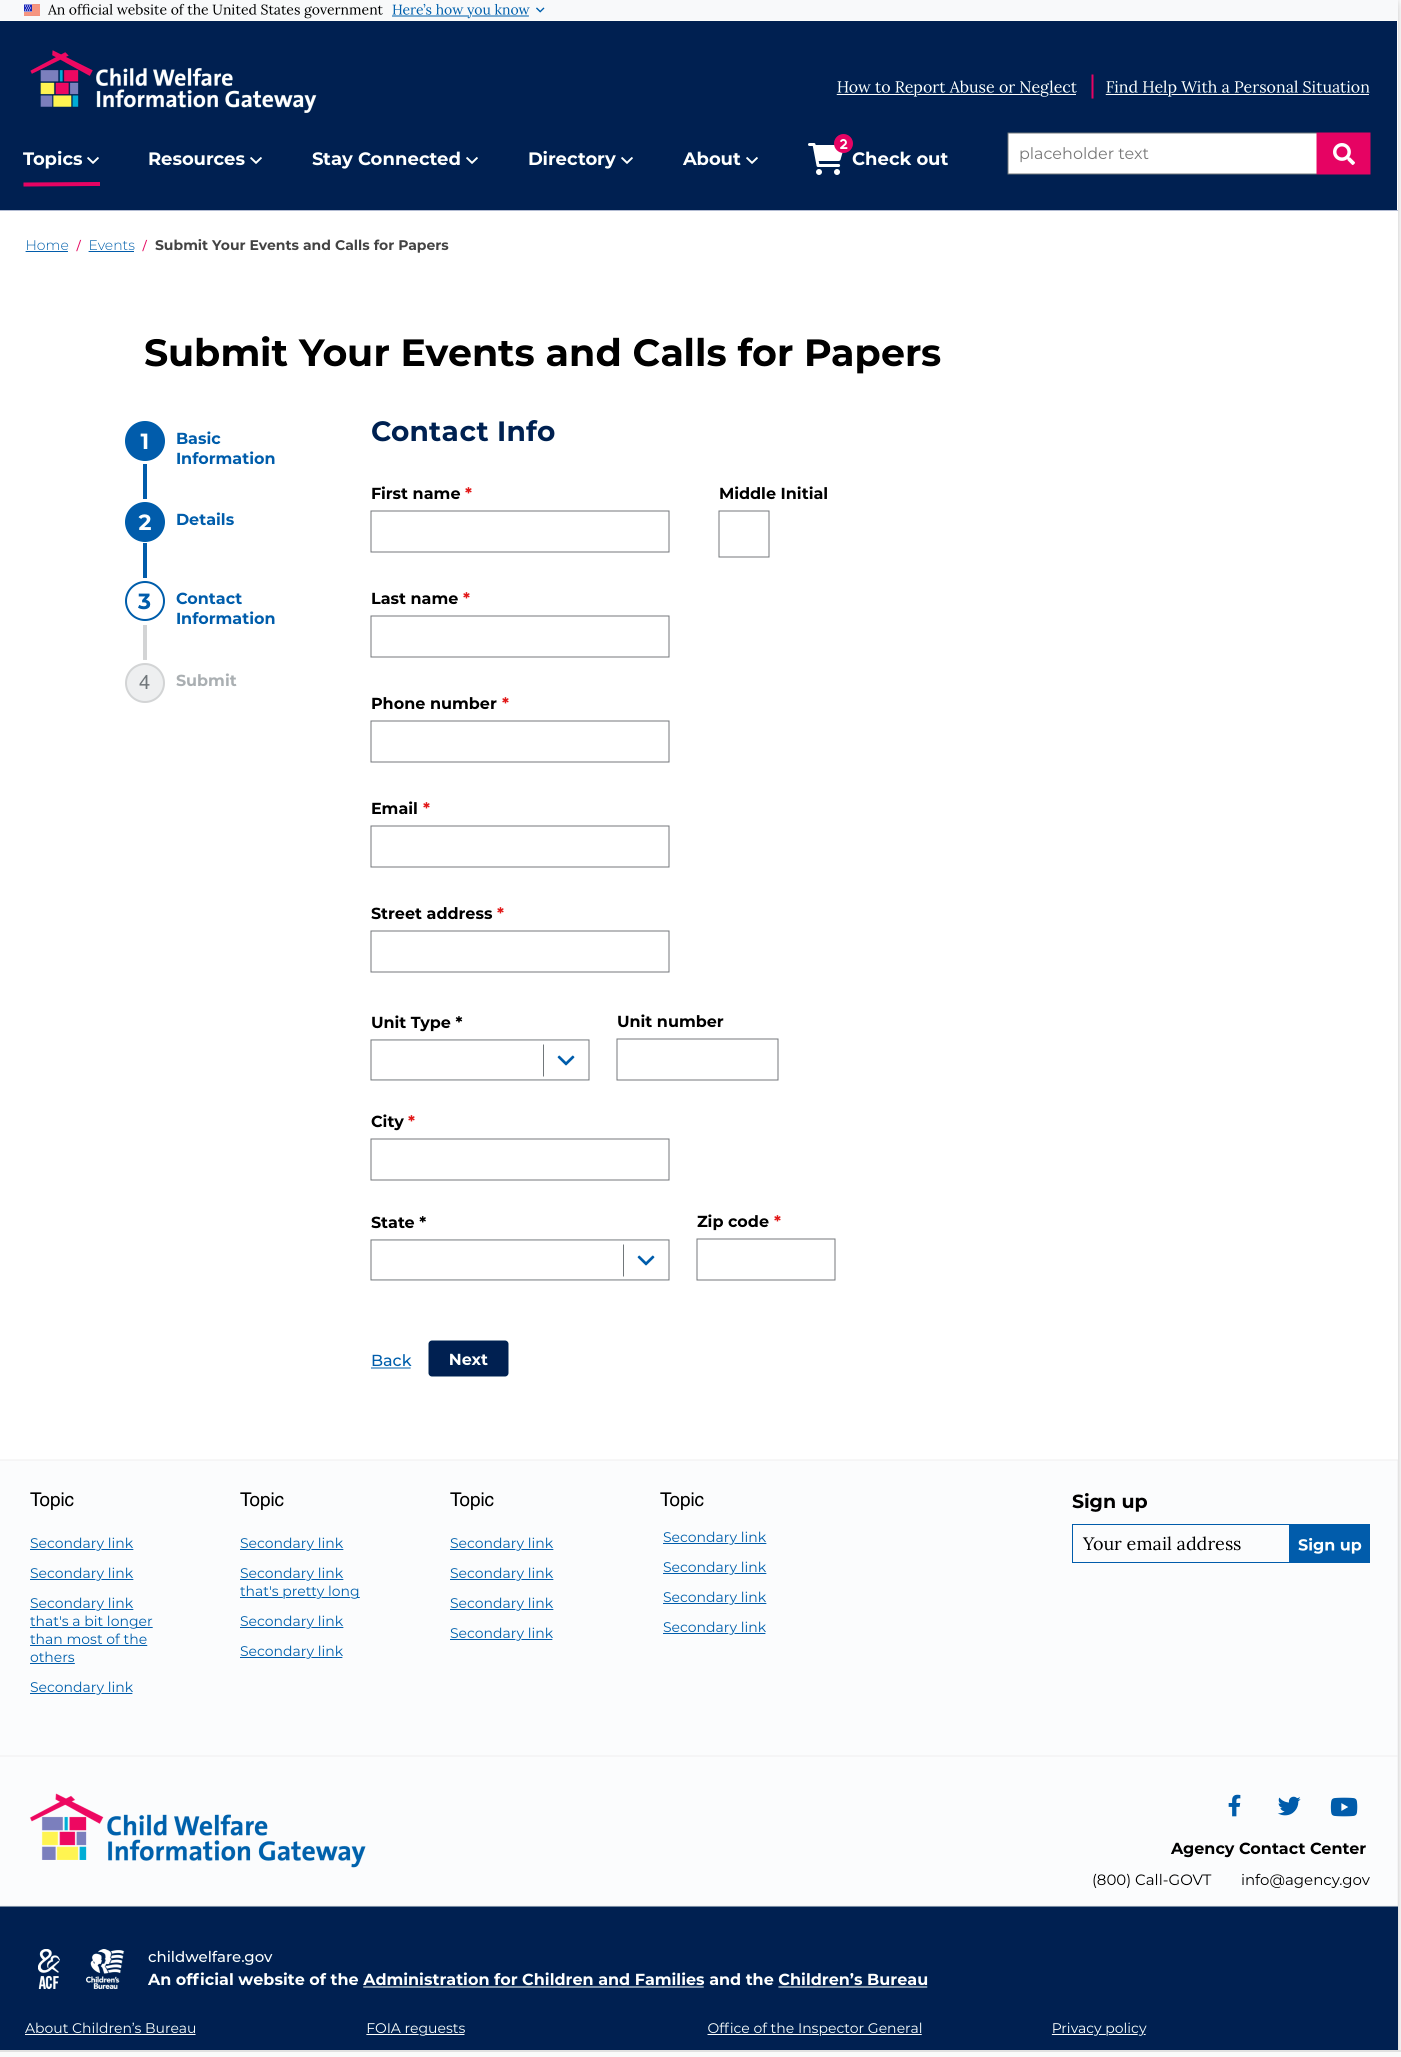 An official website of the United States government Here's how you know
Child Welfare
Information Gateway
How to Report Abuse or Neglect Find Help With a Personal Situation
Topics Resources Stay Connected Directory About 2 Check out placeholder text
Home / Events / Submit Your Events and Calls for Papers
Submit Your Events and Calls for Papers
1 Basic
Information
2 Details
3 Contact
Information
4 Submit
Contact Info
First name * Middle Initial
Last name *
Phone number *
Email *
Street address *
Unit Type * Unit number
City *
State * Zip code *
Back Next
Topic
Secondary link
Secondary link
Secondary link
that's a bit longer
than most of the
others
Secondary link
Topic
Secondary link
Secondary link
that's pretty long
Secondary link
Secondary link
Topic
Secondary link
Secondary link
Secondary link
Secondary link
Topic
Secondary link
Secondary link
Secondary link
Secondary link
Sign up
Your email address Sign up
Child Welfare
Information Gateway
Agency Contact Center
(800) Call-GOVT info@agency.gov
ACF
Children's
Bureau
childwelfare.gov
An official website of the Administration for Children and Families and the Children's Bureau
About Children's Bureau FOIA reguests Office of the Inspector General Privacy policy